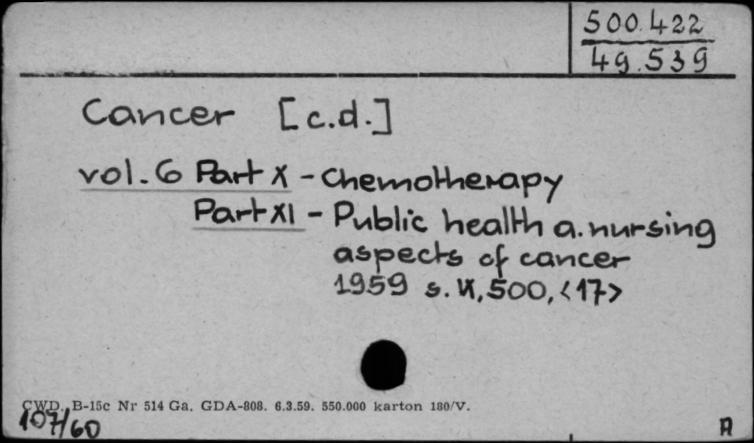 500.422
49.539
Cancer [c.d.]
vol. 6 Part X - Chemotherapy
Part XI - Public health a. nursing
aspects of cancer
1959 s. IX, 500, <17>
CWD. B-15c Nr 514 Ga. GDA-808. 6.3.59. 550.000 karton 180/V.
107/60
A